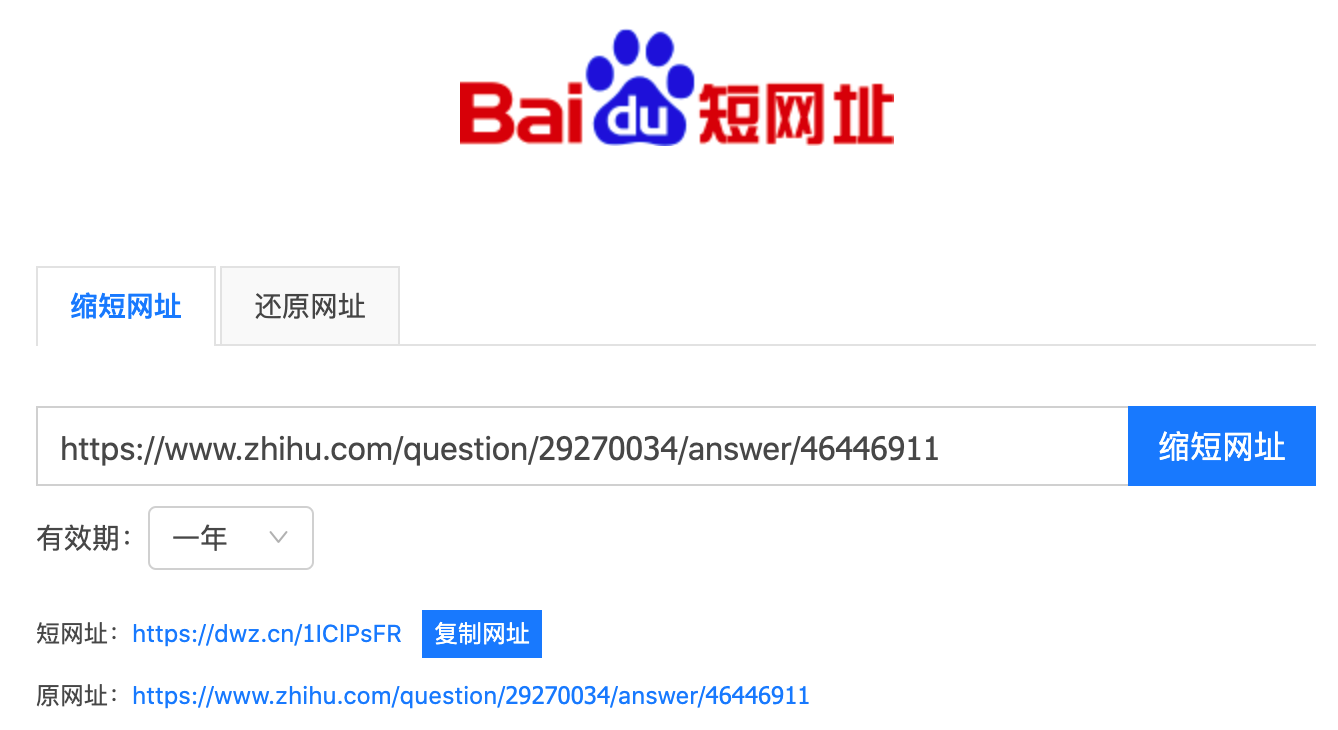 Baidu短网址
缩短网址
还原网址
https://www.zhihu.com/question/29270034/answer/46446911
缩短网址
有效期：
一年
短网址：https://dwz.cn/1IClPsFR
复制网址
原网址：https://www.zhihu.com/question/29270034/answer/46446911